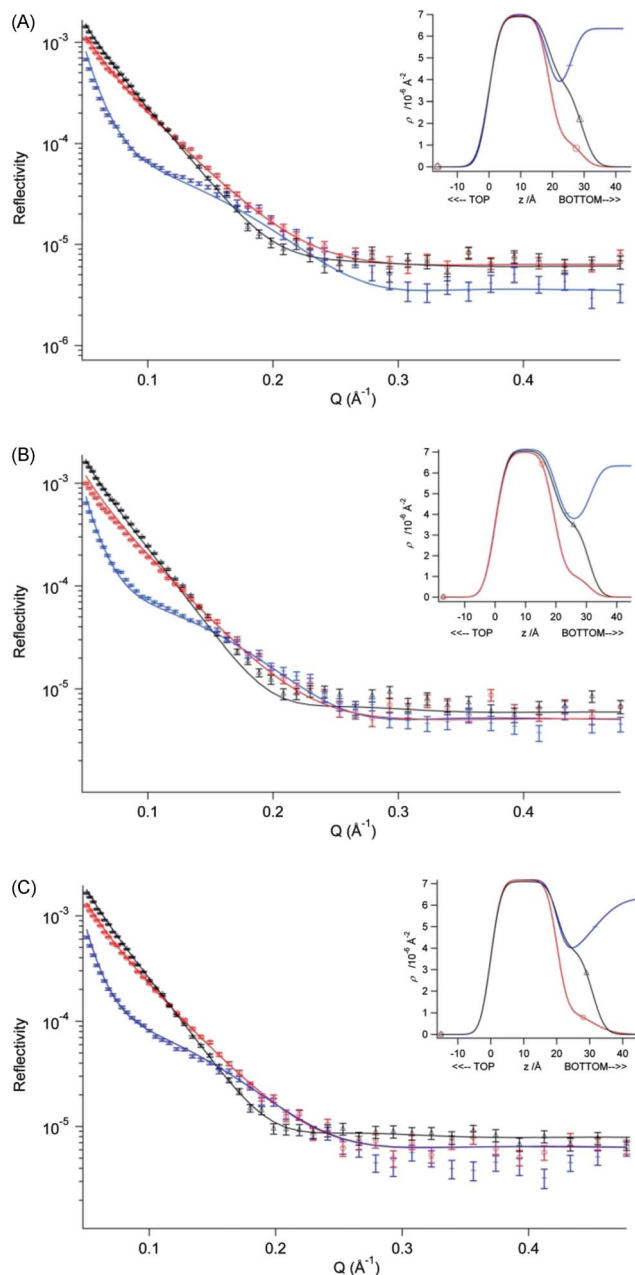 (A)
10⁻³
10⁻⁴
10⁻⁵
10⁻⁶
Reflectivity
0.1 0.2 0.3 0.4
Q (Å⁻¹)
7
6
5
4
3
2
1
0
ρ /10⁻⁶ Å⁻²
-10 0 10 20 30 40
<<-- TOP z /Å BOTTOM-->>
(B)
10⁻³
10⁻⁴
10⁻⁵
Reflectivity
0.1 0.2 0.3 0.4
Q (Å⁻¹)
7
6
5
4
3
2
1
0
ρ /10⁻⁶ Å⁻²
-10 0 10 20 30 40
<<-- TOP z /Å BOTTOM-->>
(C)
10⁻³
10⁻⁴
10⁻⁵
Reflectivity
0.1 0.2 0.3 0.4
Q (Å⁻¹)
7
6
5
4
3
2
1
0
ρ /10⁻⁶ Å⁻²
-10 0 10 20 30 40
<<-- TOP z /Å BOTTOM-->>